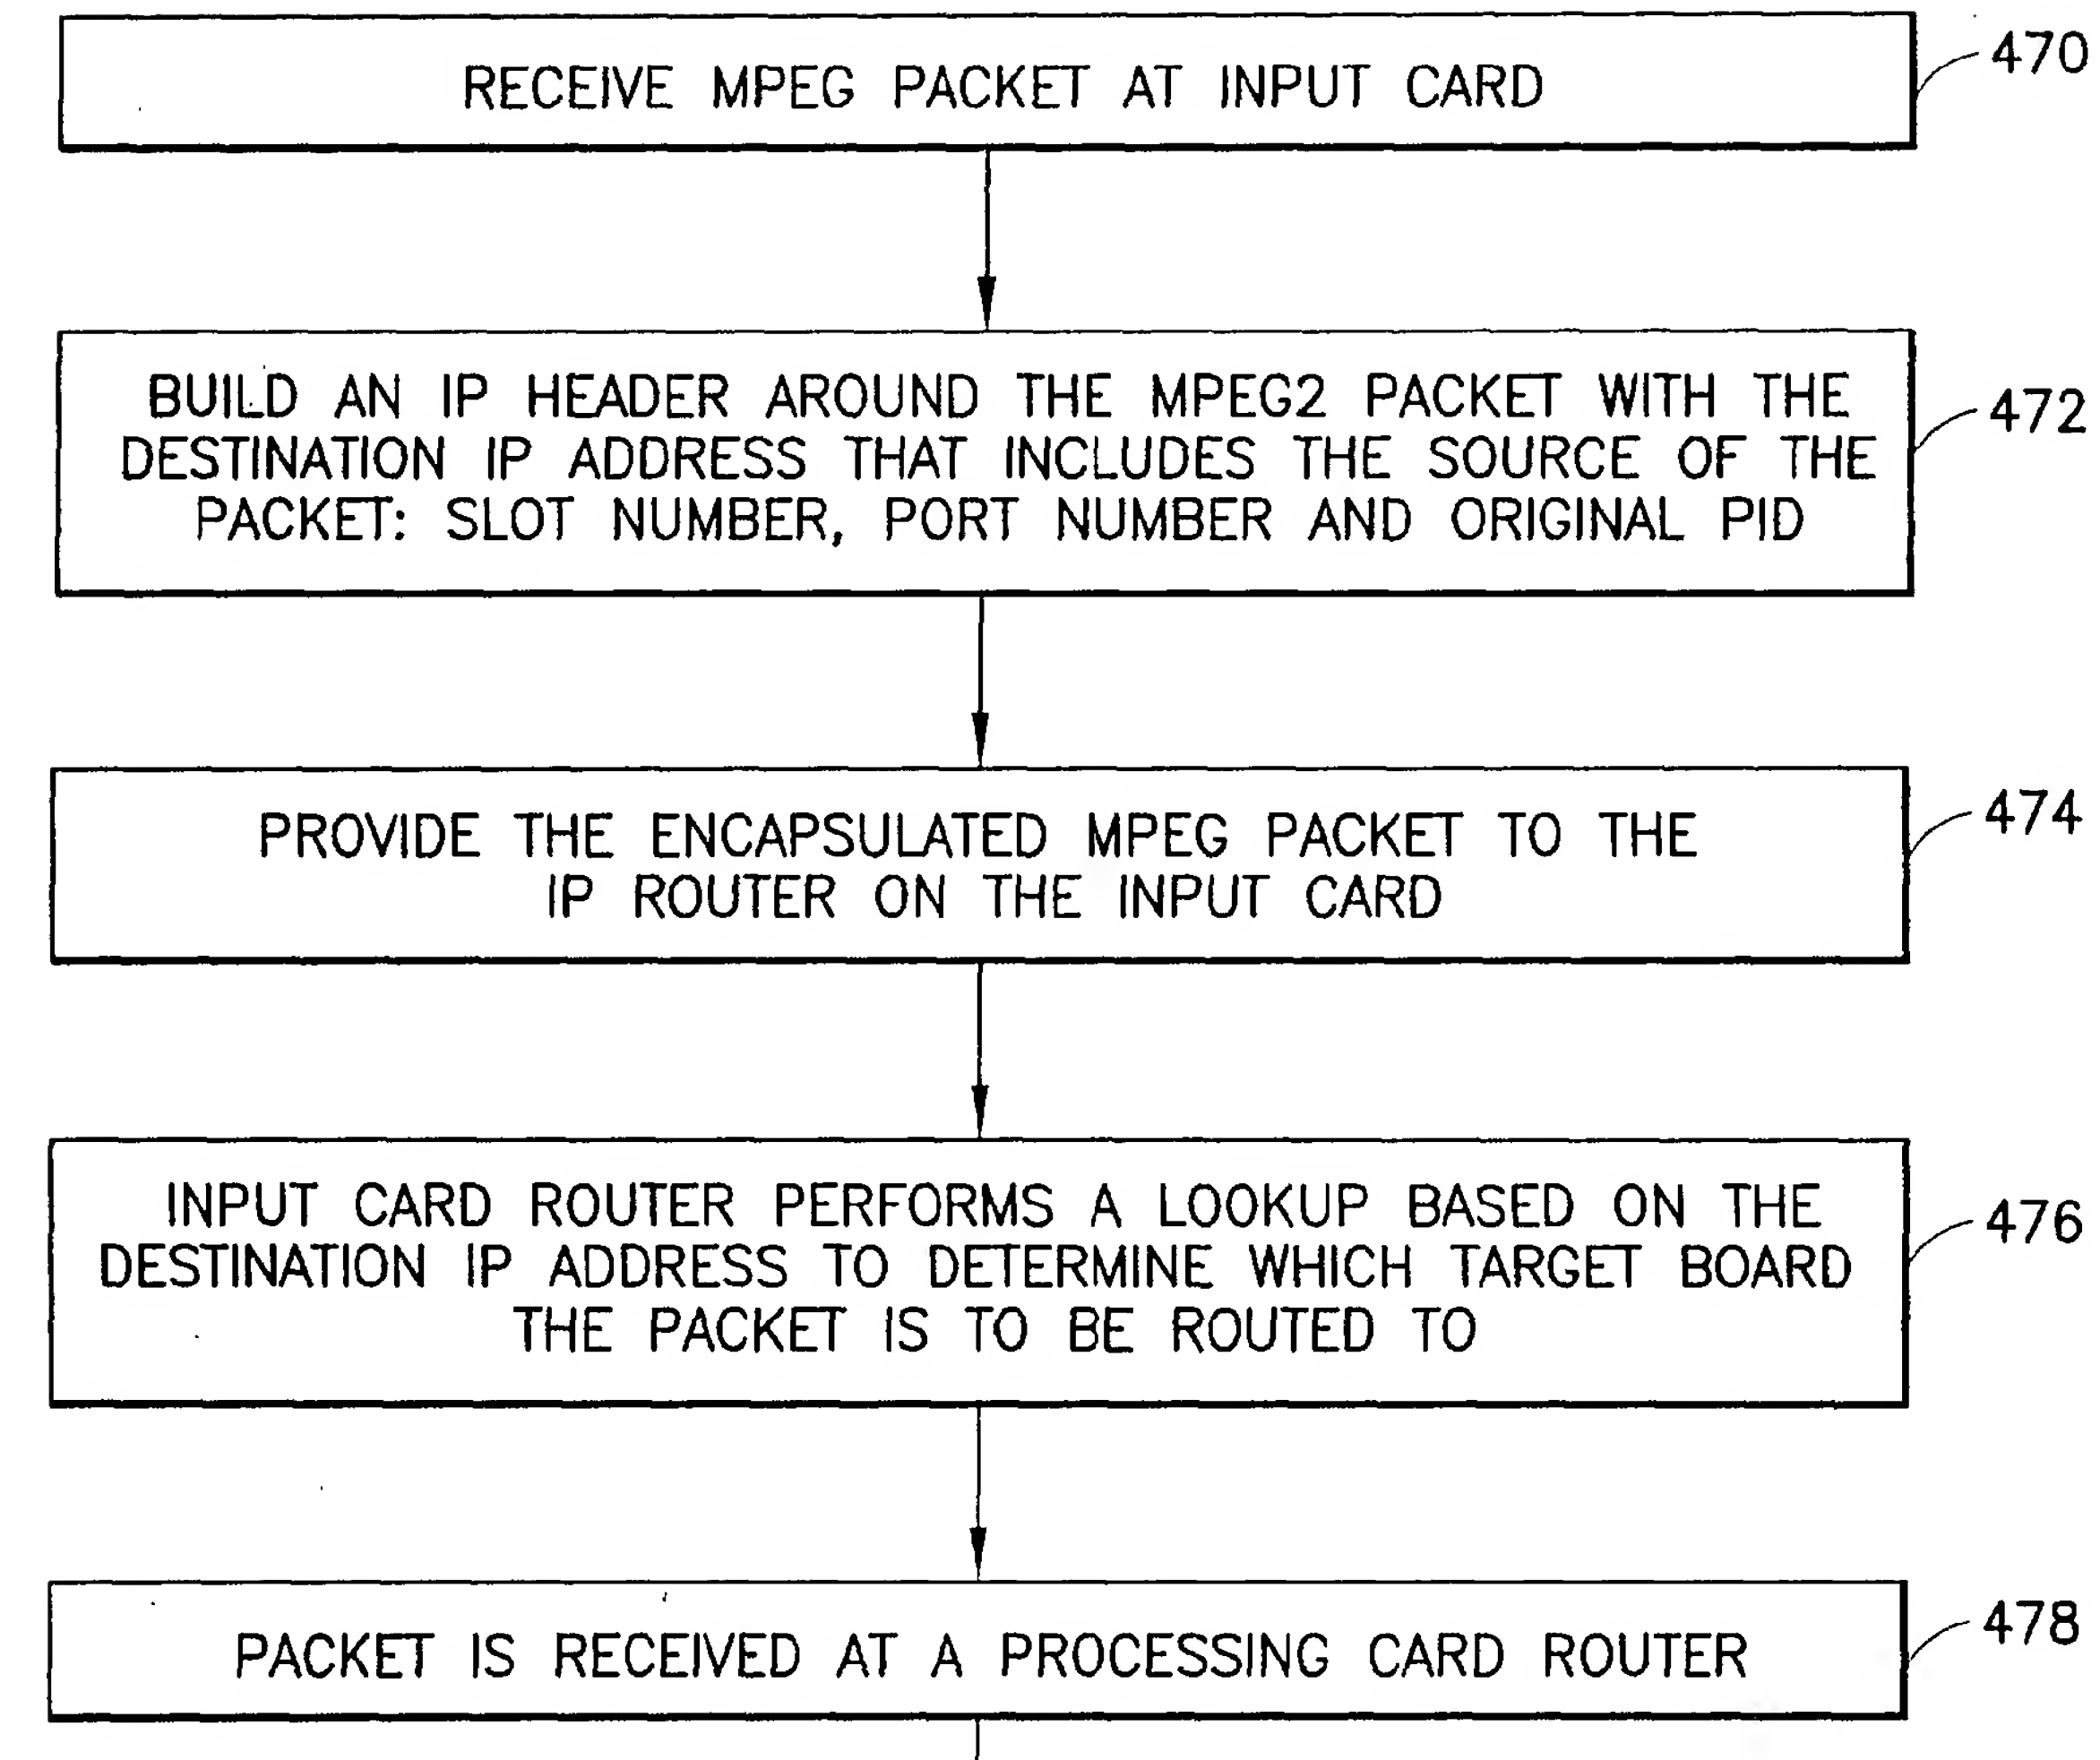 RECEIVE MPEG PACKET AT INPUT CARD
470
BUILD AN IP HEADER AROUND THE MPEG2 PACKET WITH THE
DESTINATION IP ADDRESS THAT INCLUDES THE SOURCE OF THE
PACKET: SLOT NUMBER, PORT NUMBER AND ORIGINAL PID
472
PROVIDE THE ENCAPSULATED MPEG PACKET TO THE
IP ROUTER ON THE INPUT CARD
474
INPUT CARD ROUTER PERFORMS A LOOKUP BASED ON THE
DESTINATION IP ADDRESS TO DETERMINE WHICH TARGET BOARD
THE PACKET IS TO BE ROUTED TO
476
PACKET IS RECEIVED AT A PROCESSING CARD ROUTER
478